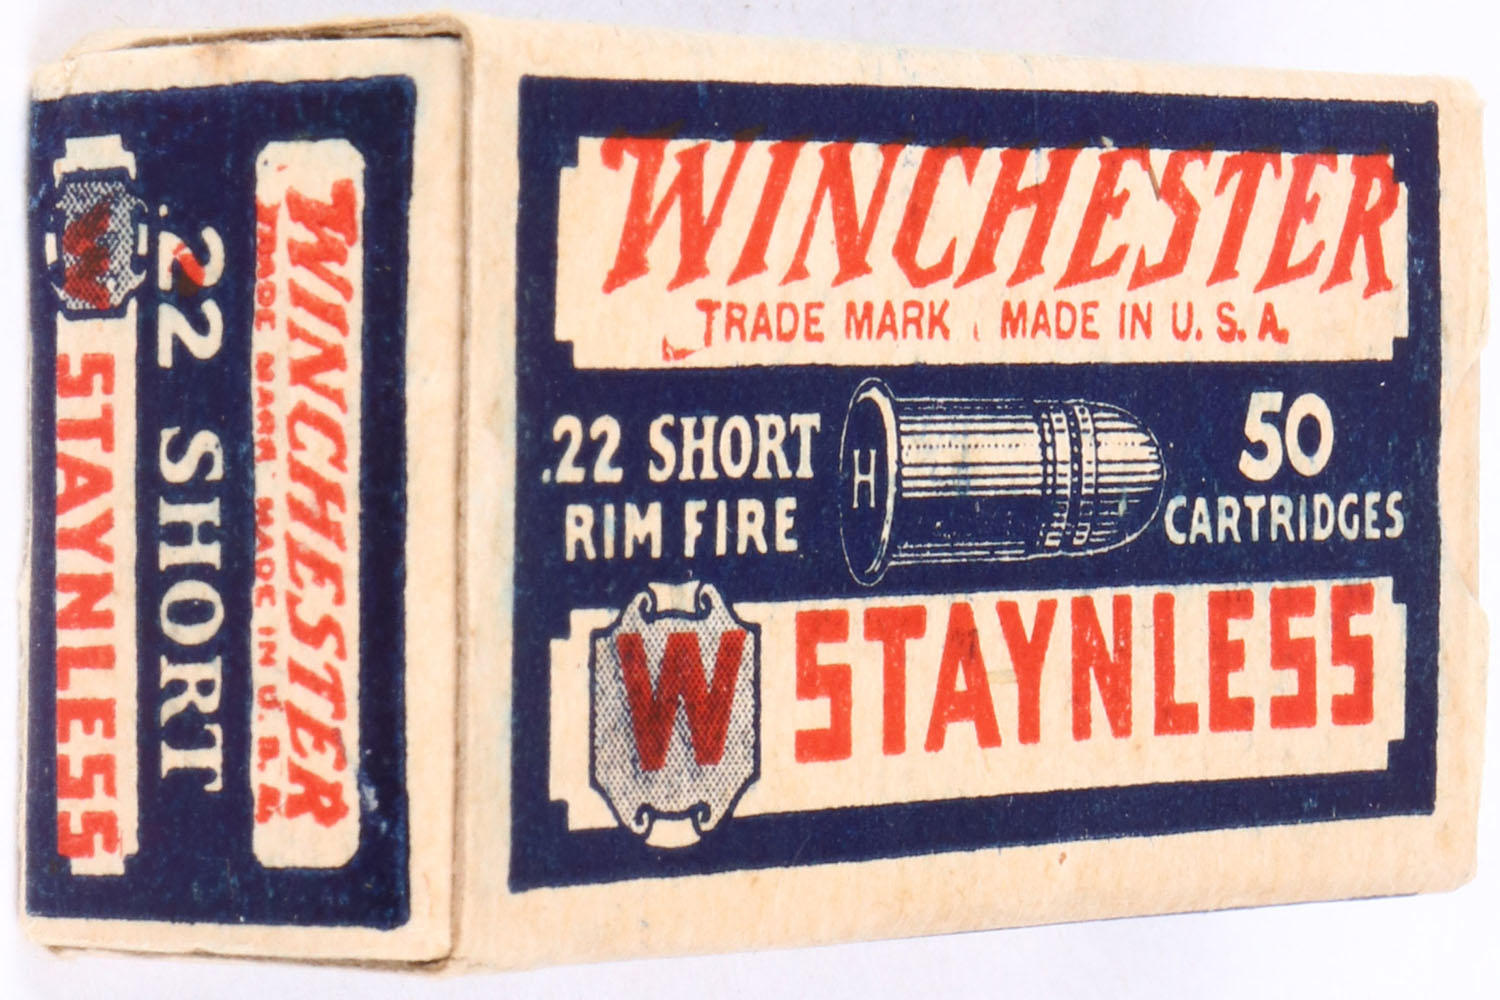 WINCHESTER
TRADE MARK MADE IN U. S. A.
.22 SHORT
RIM FIRE
H
50
CARTRIDGES
W STAYNLESS
WINCHESTER
TRADE MARK MADE IN U. S. A.
.22 SHORT
W STAYNLESS